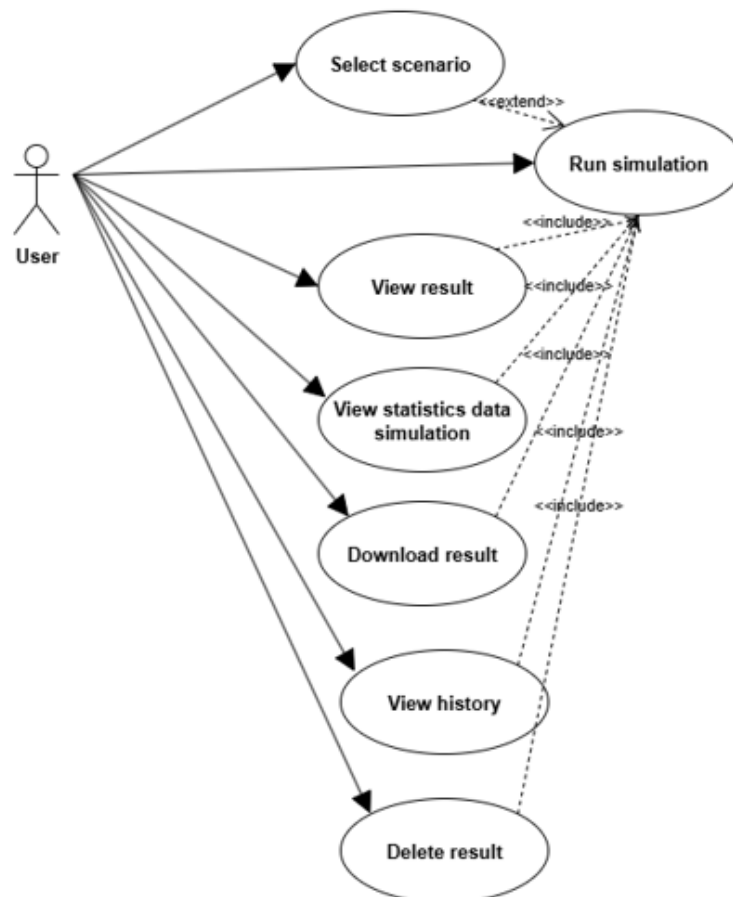 Select scenario
<<extend>>
Run simulation
User
<<include>>
View result
<<include>>
<<include>>
View statistics data
simulation
<<include>>
Download result
<<include>>
View history
Delete result